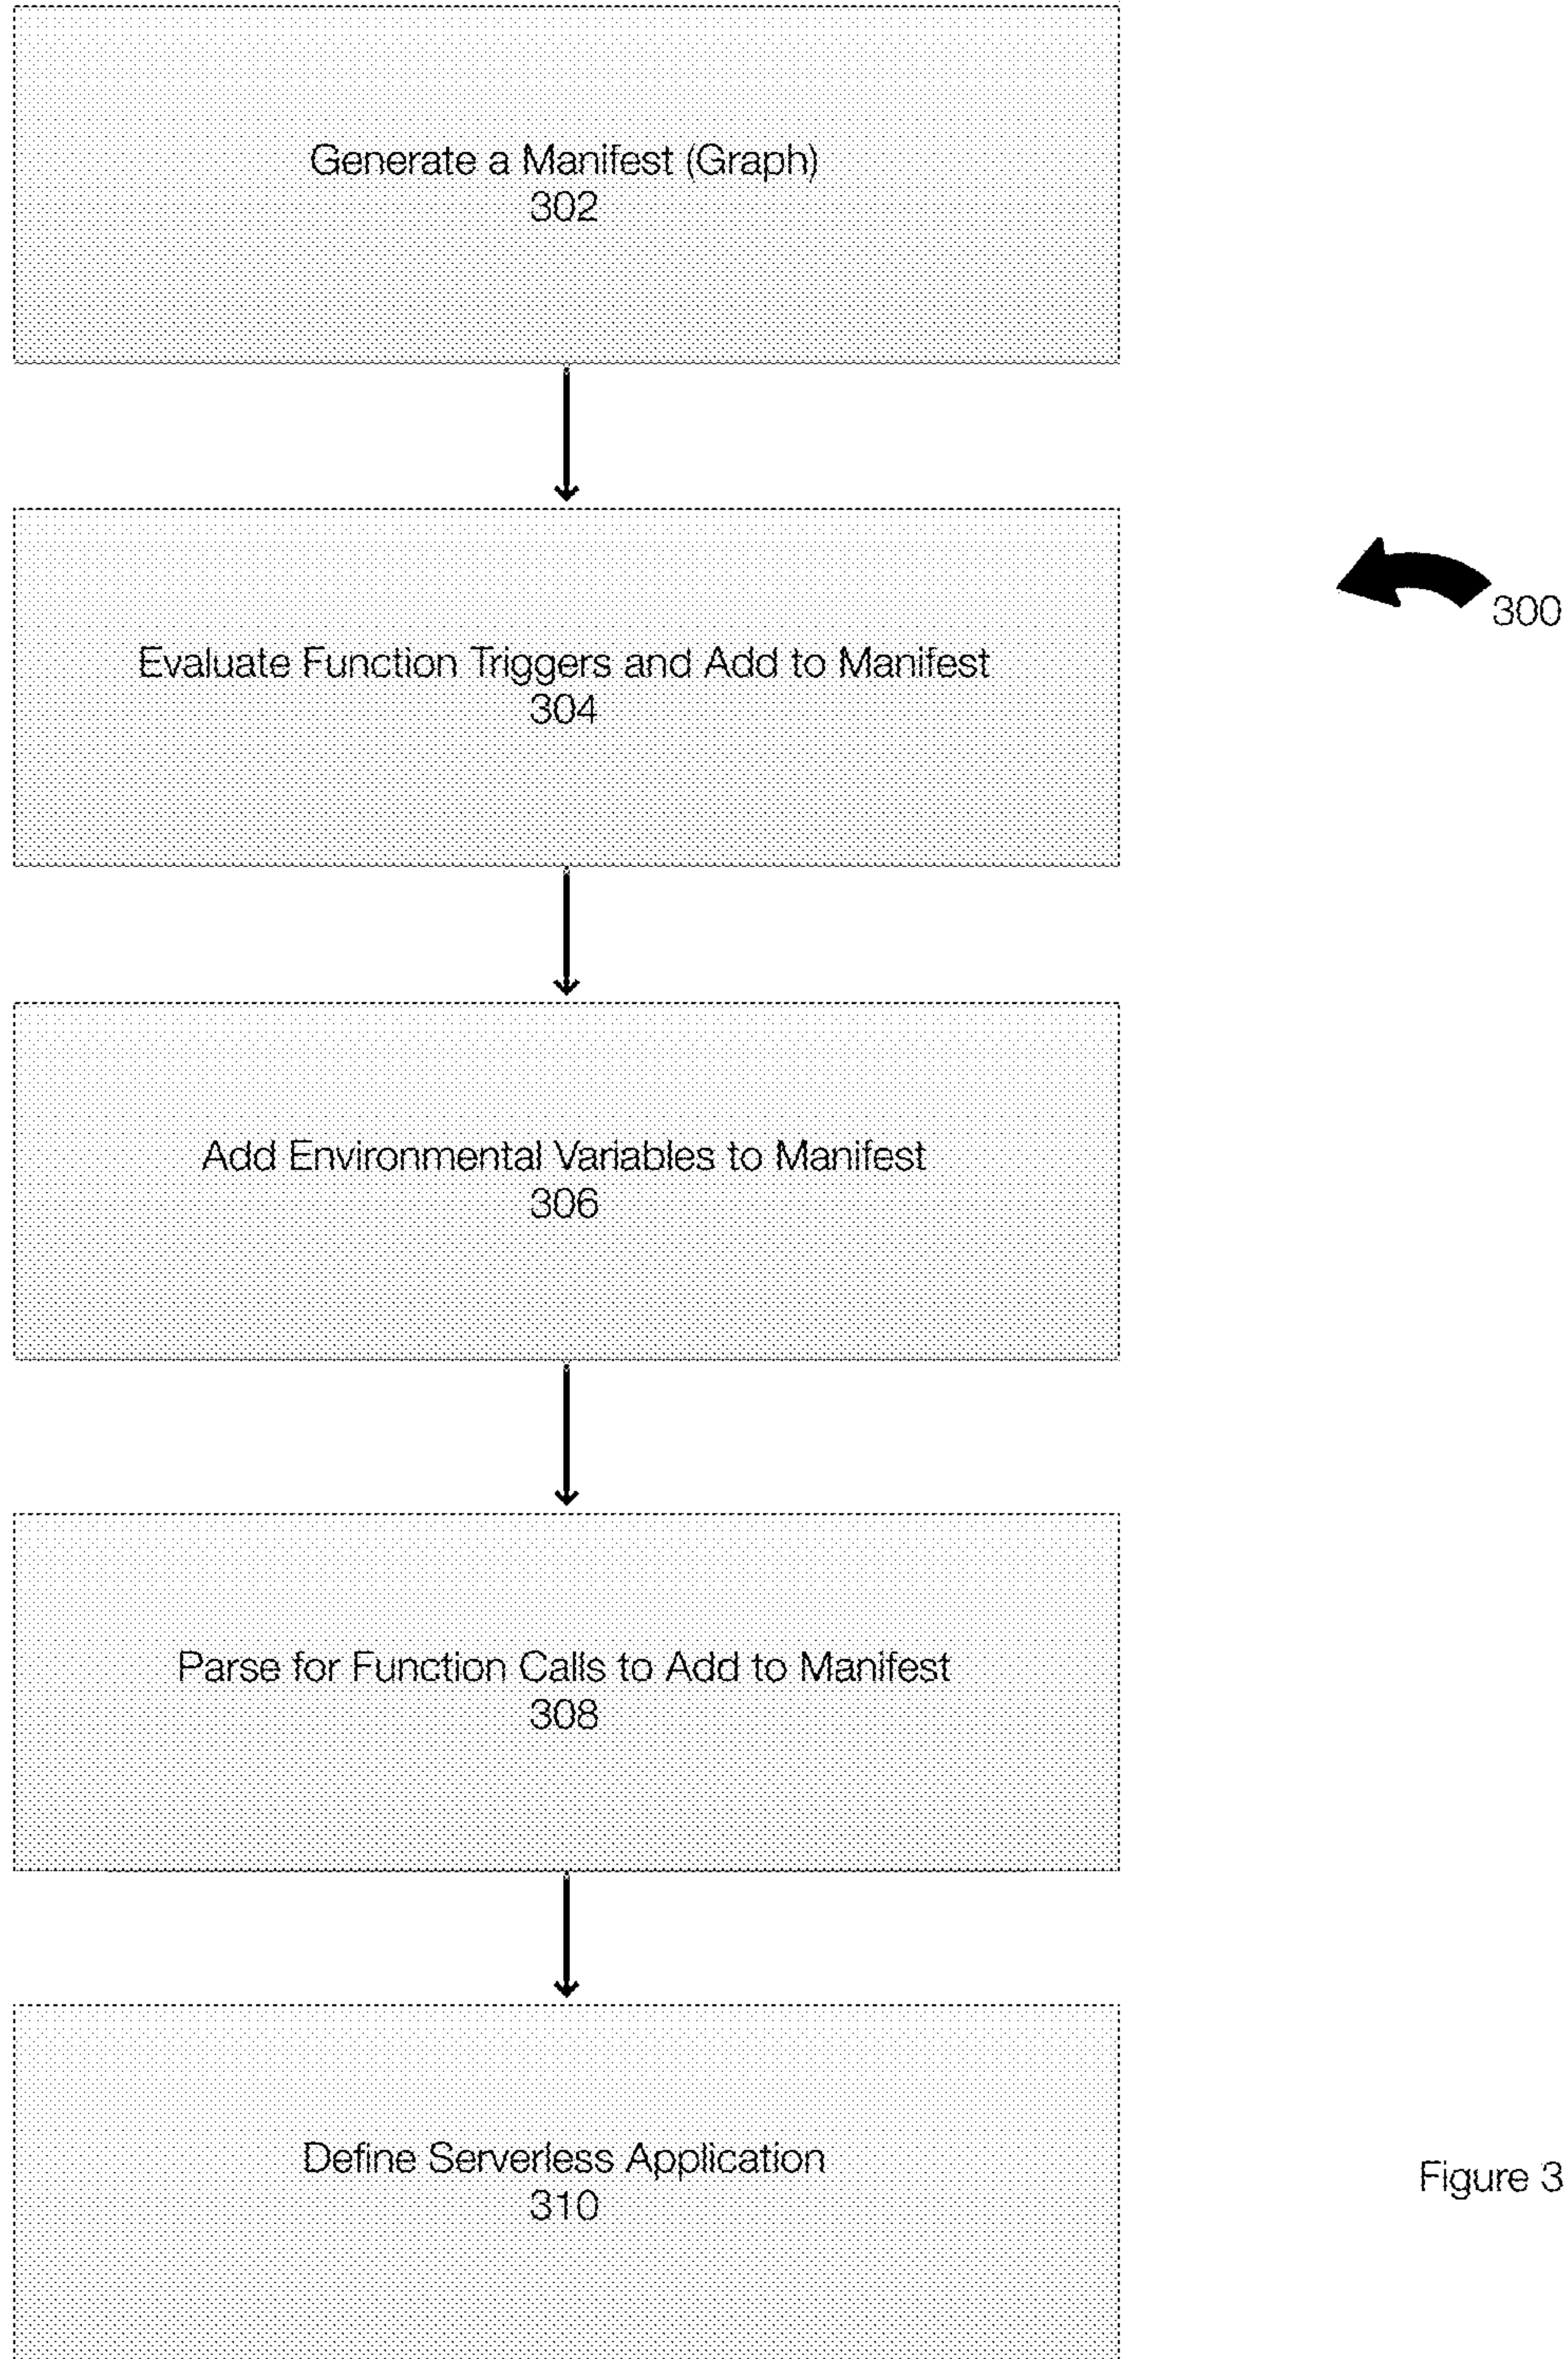 Generate a Manifest (Graph)
302
Evaluate Function Triggers and Add to Manifest
304
300
Add Environmental Variables to Manifest
306
Parse for Function Calls to Add to Manifest
308
Define Serverless Application
310
Figure 3